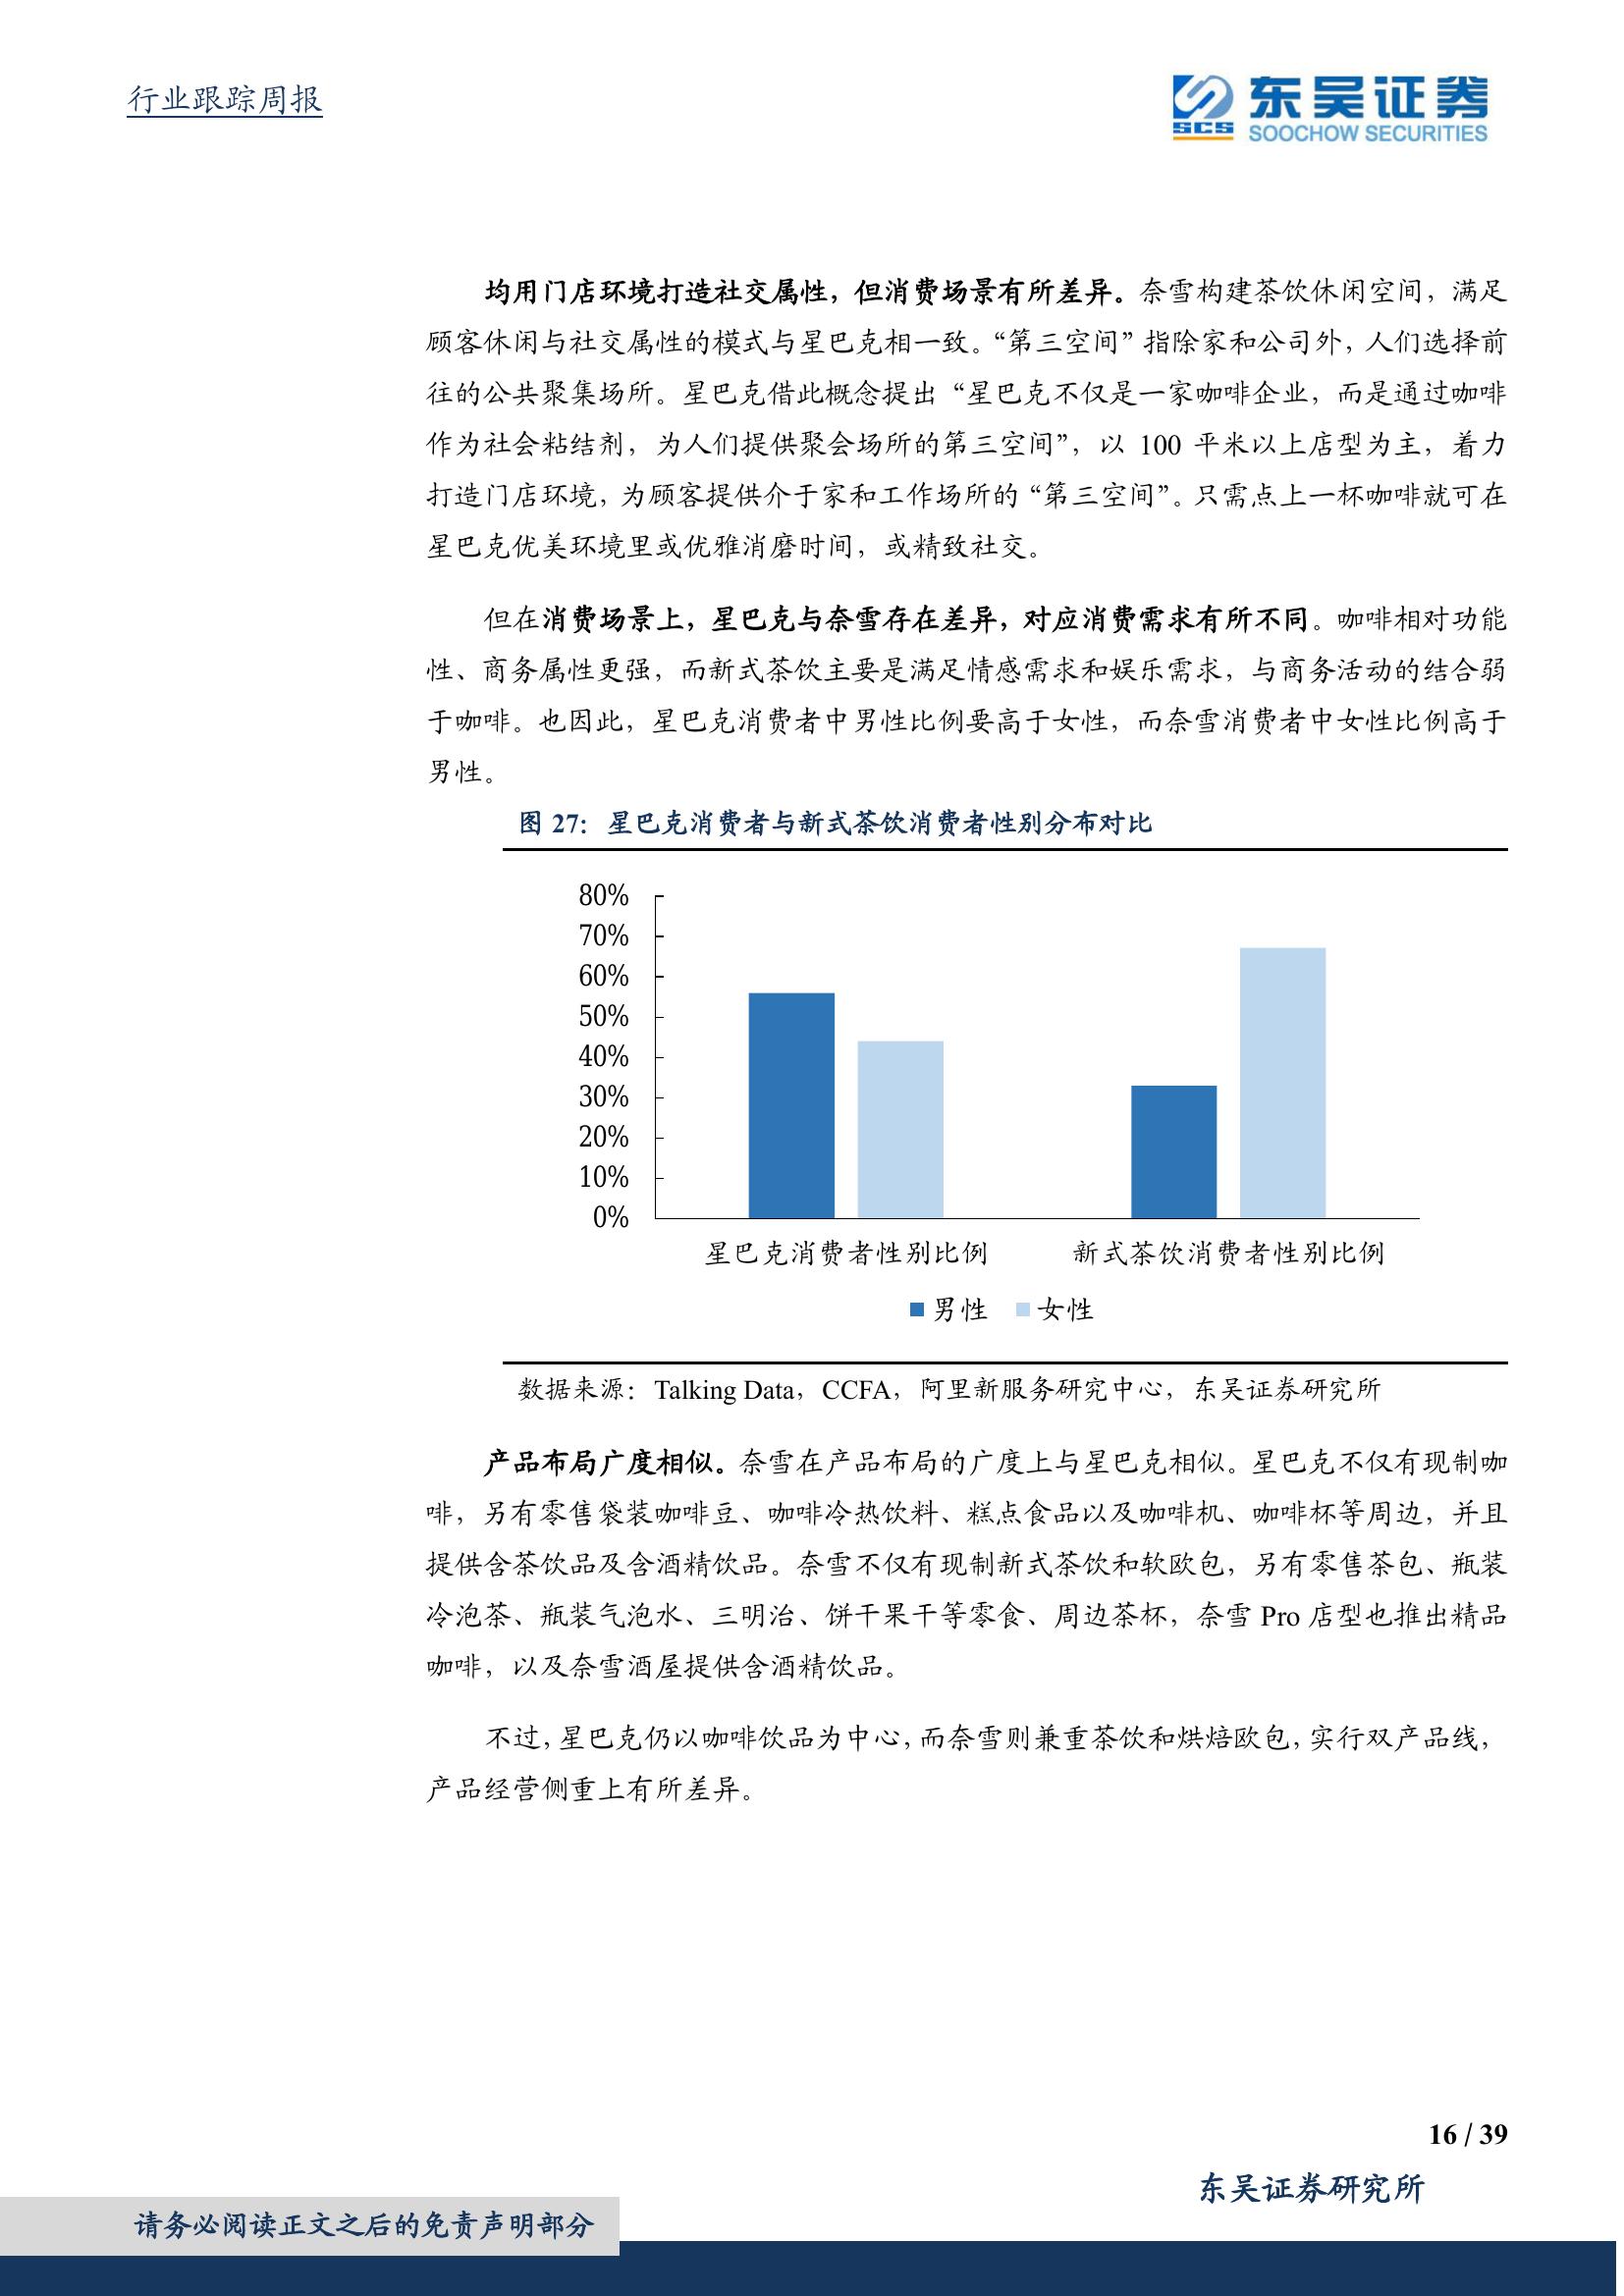 行业跟踪周报
东吴证券
SCS
SOOCHOW SECURITIES
均用门店环境打造社交属性，但消费场景有所差异。奈雪构建茶饮休闲空间，满足
顾客休闲与社交属性的模式与星巴克相一致。“第三空间”指除家和公司外，人们选择前
往的公共聚集场所。星巴克借此概念提出“星巴克不仅是一家咖啡企业，而是通过咖啡
作为社会粘结剂，为人们提供聚会场所的第三空间”，以 100 平米以上店型为主，着力
打造门店环境，为顾客提供介于家和工作场所的“第三空间”。只需点上一杯咖啡就可在
星巴克优美环境里或优雅消磨时间，或精致社交。
但在消费场景上，星巴克与奈雪存在差异，对应消费需求有所不同。咖啡相对功能
性、商务属性更强，而新式茶饮主要是满足情感需求和娱乐需求，与商务活动的结合弱
于咖啡。也因此，星巴克消费者中男性比例要高于女性，而奈雪消费者中女性比例高于
男性。
图 27：星巴克消费者与新式茶饮消费者性别分布对比
80%
70%
60%
50%
40%
30%
20%
10%
0%
星巴克消费者性别比例 新式茶饮消费者性别比例
男性 女性
数据来源：Talking Data，CCFA，阿里新服务研究中心，东吴证券研究所
产品布局广度相似。奈雪在产品布局的广度上与星巴克相似。星巴克不仅有现制咖
啡，另有零售袋装咖啡豆、咖啡冷热饮料、糕点食品以及咖啡机、咖啡杯等周边，并且
提供含茶饮品及含酒精饮品。奈雪不仅有现制新式茶饮和软欧包，另有零售茶包、瓶装
冷泡茶、瓶装气泡水、三明治、饼干果干等零食、周边茶杯，奈雪 Pro 店型也推出精品
咖啡，以及奈雪酒屋提供含酒精饮品。
不过，星巴克仍以咖啡饮品为中心，而奈雪则兼重茶饮和烘焙欧包，实行双产品线，
产品经营侧重上有所差异。
16 / 39
东吴证券研究所
请务必阅读正文之后的免责声明部分